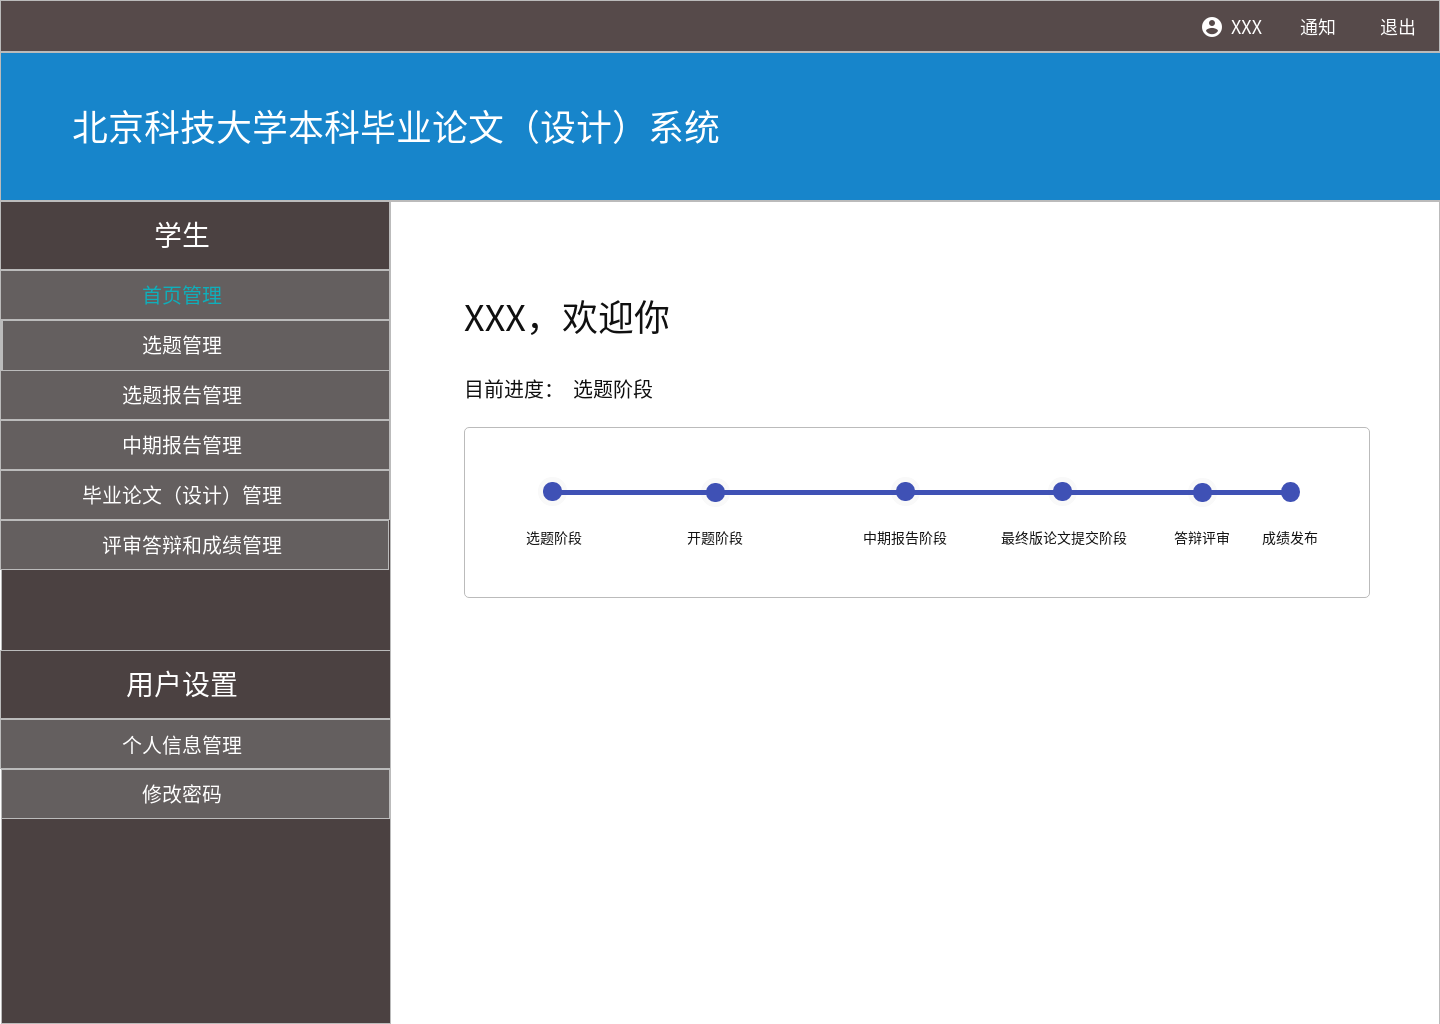 XXX 通知 退出
北京科技大学本科毕业论文（设计）系统
学生
首页管理
选题管理
选题报告管理
中期报告管理
毕业论文（设计）管理
评审答辩和成绩管理
用户设置
个人信息管理
修改密码
XXX，欢迎你
目前进度： 选题阶段
选题阶段 开题阶段 中期报告阶段 最终版论文提交阶段 答辩评审 成绩发布